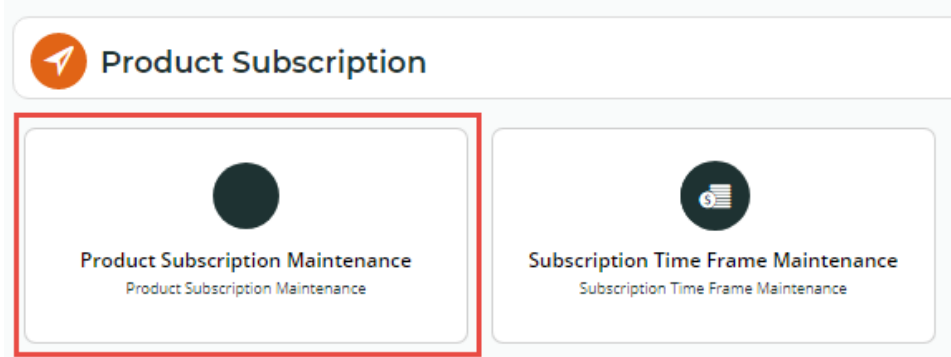 Product Subscription
Product Subscription Maintenance
Product Subscription Maintenance
Subscription Time Frame Maintenance
Subscription Time Frame Maintenance